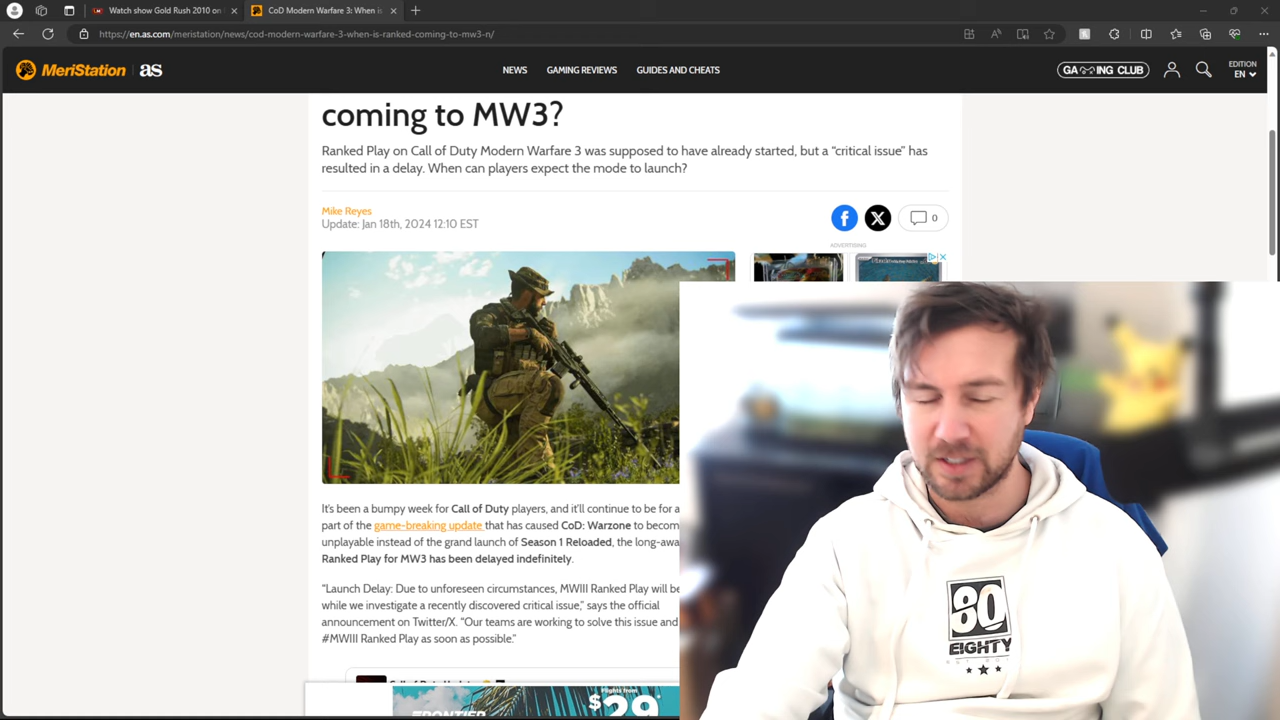 Watch show Gold Rush 2010 on
CoD Modern Warfare 3: When is
https://en.as.com/meristation/news/cod-modern-warfare-3-when-is-ranked-coming-to-mw3-n/
MeriStation as
NEWS GAMING REVIEWS GUIDES AND CHEATS
GAMING CLUB
EDITION
EN
coming to MW3?
Ranked Play on Call of Duty Modern Warfare 3 was supposed to have already started, but a “critical issue” has
resulted in a delay. When can players expect the mode to launch?
Mike Reyes
Update: Jan 18th, 2024 12:10 EST
0
ADVERTISING
It’s been a bumpy week for Call of Duty players, and it’ll continue to be for a
part of the game-breaking update that has caused CoD: Warzone to becom
unplayable instead of the grand launch of Season 1 Reloaded, the long-awa
Ranked Play for MW3 has been delayed indefinitely.
“Launch Delay: Due to unforeseen circumstances, MWIII Ranked Play will be
while we investigate a recently discovered critical issue,” says the official
announcement on Twitter/X. “Our teams are working to solve this issue and
#MWIII Ranked Play as soon as possible.”
Flights from
$29
FRONTIER
80
EIGHTY